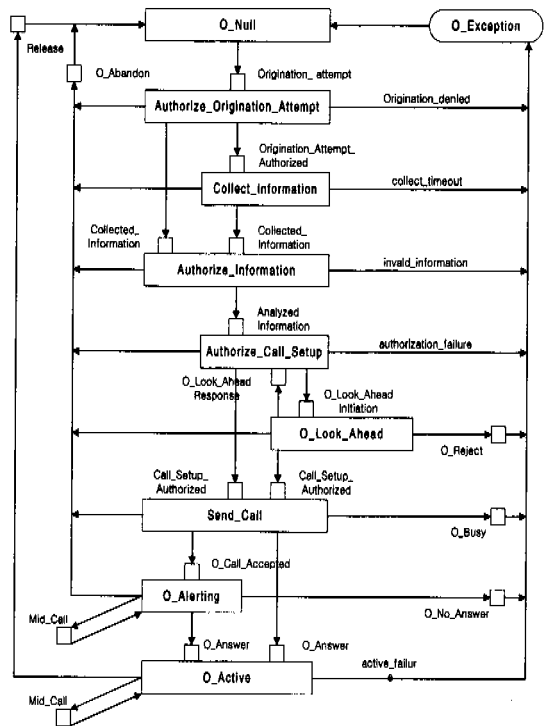 O_Null
O_Exception
Release
O_Abandon
Origination_ attempt
Authorize_Origination_Attempt
Origination_denied
Origination_Attempt_
Authorized
Collect_Information
collect_timeout
Collected_
Information
Collected_
Information
Authorize_Information
invald_information
Analyzed
Information
Authorize_Call_Setup
authorization_failure
O_Look_Ahead
Response
O_Look_Ahead
Initiation
O_Look_Ahead
O_Reject
Call_Setup_
Authorized
Call_Setup_
Authorized
Send_Call
O_Busy
O_Call_Accepted
O_Alerting
O_No_Answer
Mid_Call
O_Answer
O_Answer
O_Active
active_failur
e
Mid_Call